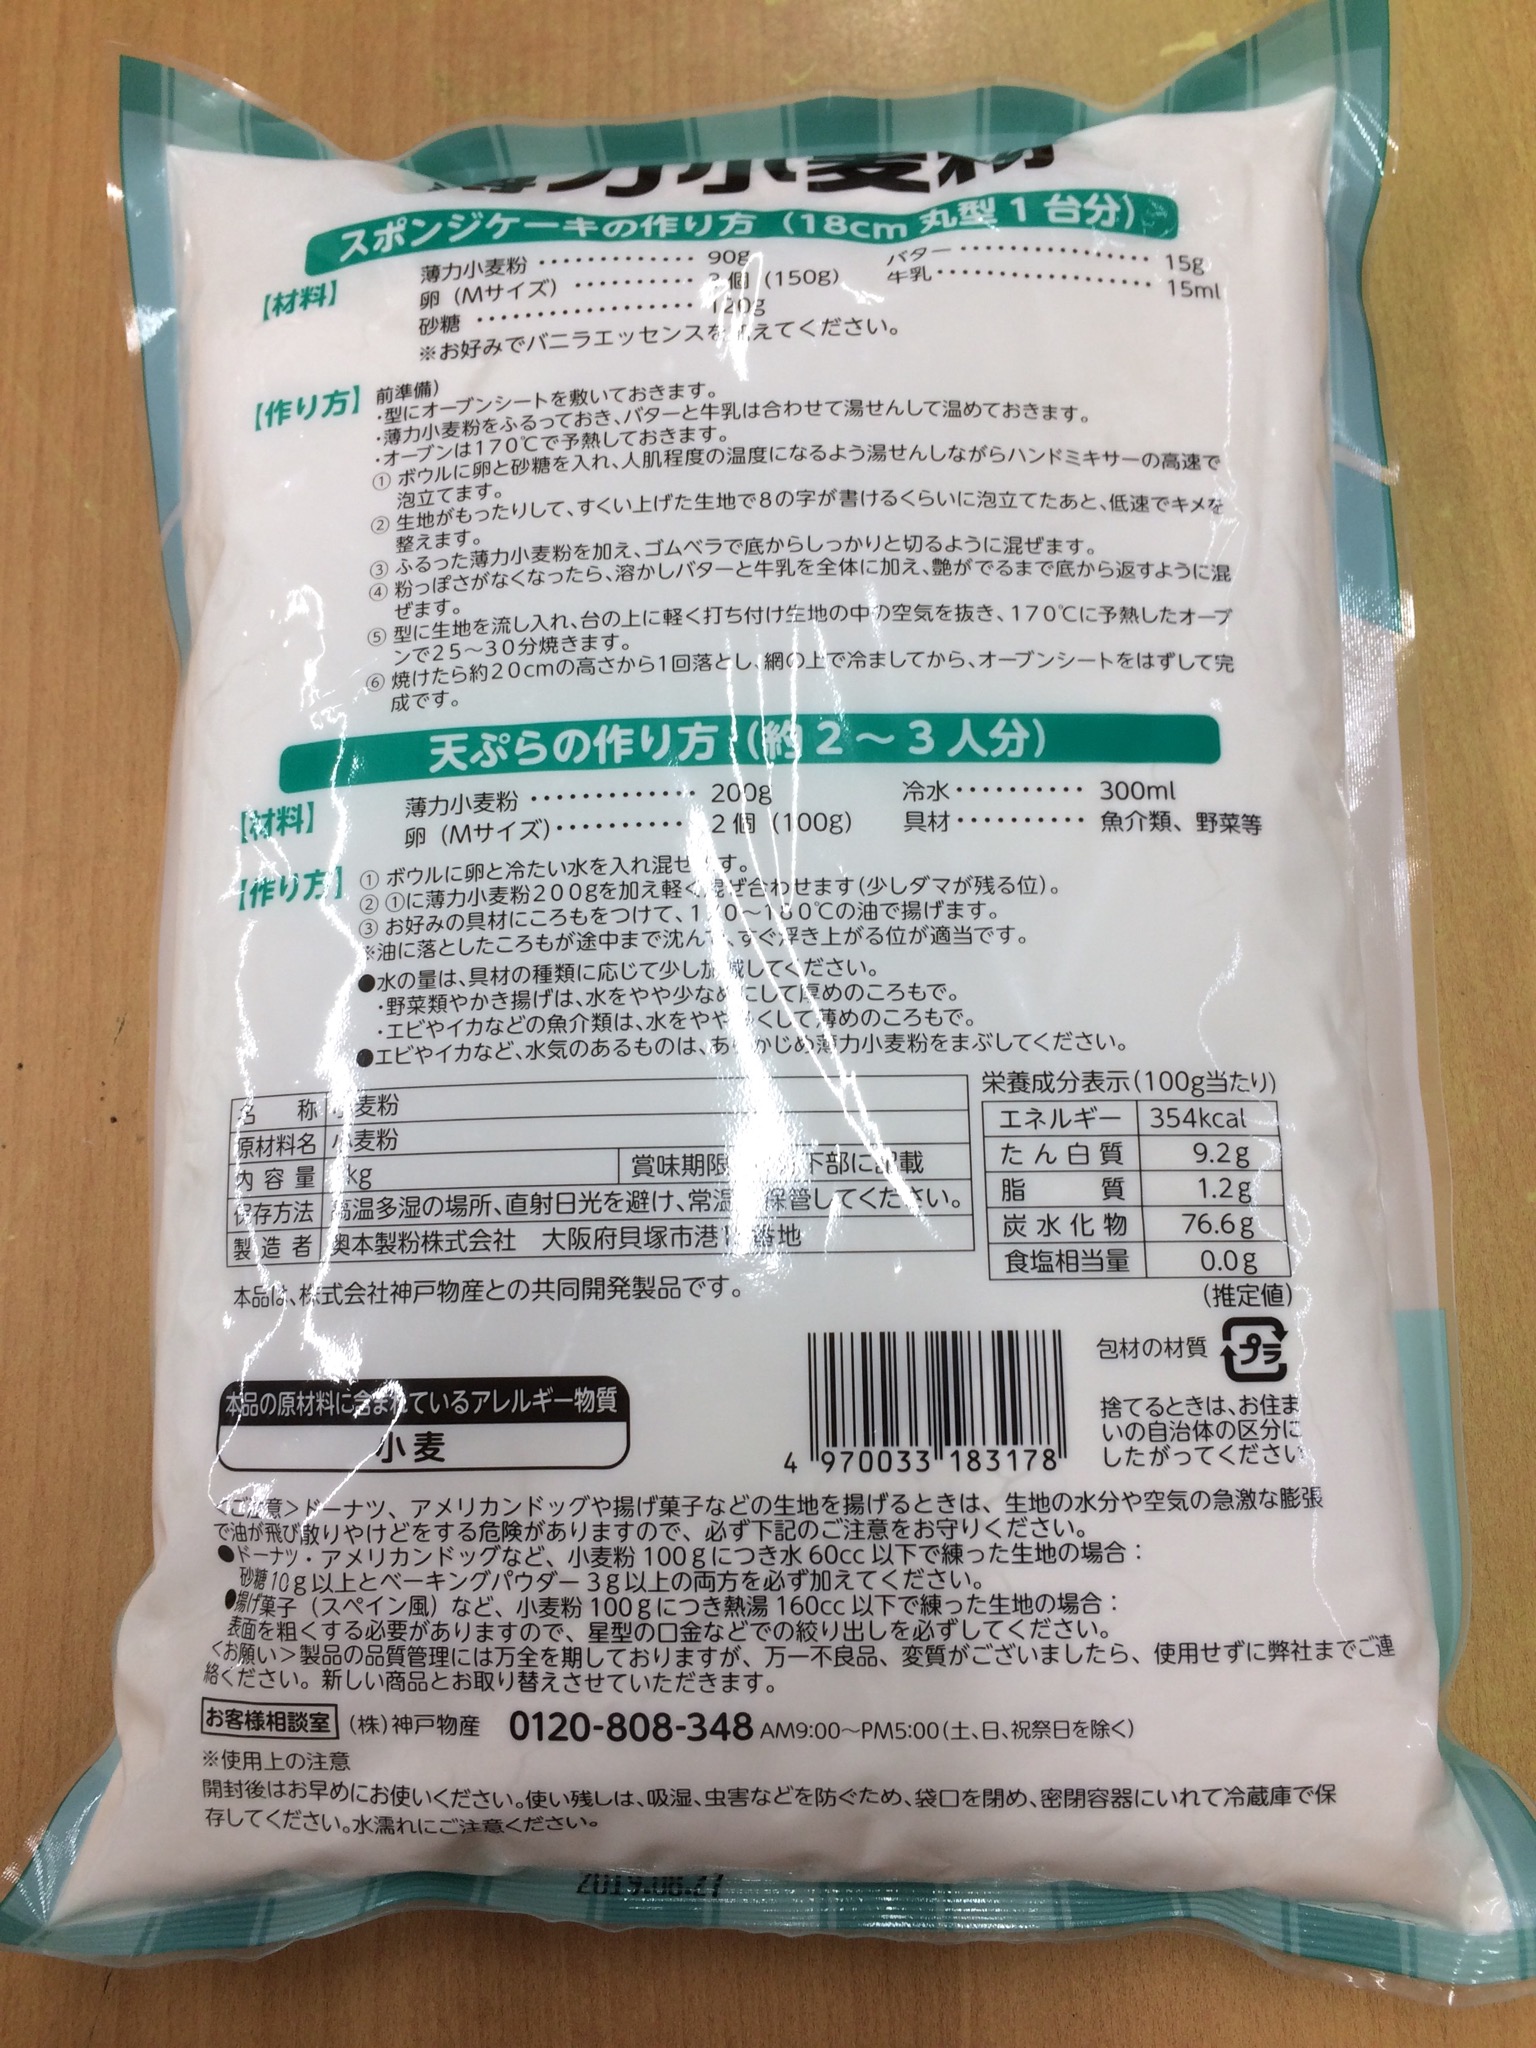 薄力小麦粉
スポンジケーキの作り方（18cm 丸型 1 台分）
【材料】
薄力小麦粉 ・・・・・・・・・・・・・ 90g
卵（Mサイズ）・・・・・・・・・・ 個（150g）
砂糖 ・・・・・・・・・・・・・・・・・・ 120g
バター ・・・・・・・・・・・・・・・・ 15g
牛乳 ・・・・・・・・・・・・・・・・・・ 15ml
※お好みでバニラエッセンスを えてください。
【作り方】
前準備）
・型にオーブンシートを敷いておきます。
・薄力小麦粉をふるっておき、バターと牛乳は合わせて湯せんして温めておきます。
・オーブンは170℃で予熱しておきます。
① ボウルに卵と砂糖を入れ、人肌程度の温度になるよう湯せんしながらハンドミキサーの高速で
泡立てます。
② 生地がもったりして、すくい上げた生地で8の字が書けるくらいに泡立てたあと、低速でキメを
整えます。
③ ふるった薄力小麦粉を加え、ゴムベラで底からしっかりと切るように混ぜます。
④ 粉っぽさがなくなったら、溶かしバターと牛乳を全体に加え、艶がでるまで底から返すように混
ぜます。
⑤ 型に生地を流し入れ、台の上に軽く打ち付け生地の中の空気を抜き、170℃に予熱したオーブ
ンで25～30分焼きます。
⑥ 焼けたら約20cmの高さから1回落とし、網の上で冷ましてから、オーブンシートをはずして完
成です。
天ぷらの作り方（約 2 ～ 3 人分）
【材料】
薄力小麦粉 ・・・・・・・・・・・・・ 200g
卵（Mサイズ）・・・・・・・・・・・ 2 個（100g）
冷水・・・・・・・・・・ 300ml
具材・・・・・・・・・・ 魚介類、野菜等
【作り方】
① ボウルに卵と冷たい水を入れ混ぜ す。
② ①に薄力小麦粉200gを加え軽く混ぜ合わせます（少しダマが残る位）。
③ お好みの具材にころもをつけて、 ～180℃の油で揚げます。
※油に落としたころもが途中まで沈んで、すぐ浮き上がる位が適当です。
●水の量は、具材の種類に応じて少し加減してください。
・野菜類やかき揚げは、水をやや少なめにして厚めのころもで。
・エビやイカなどの魚介類は、水をやや くして薄めのころもで。
●エビやイカなど、水気のあるものは、あらかじめ薄力小麦粉をまぶしてください。
名 称 小麦粉
原材料名 小麦粉
内 容 量 kg 賞味期限 下部に記載
保存方法 高温多湿の場所、直射日光を避け、常温 保管してください。
製 造 者 奥本製粉株式会社 大阪府貝塚市港 番地
本品は、株式会社神戸物産との共同開発製品です。
栄養成分表示（100g当たり）
エネルギー 354kcal
たん白質 9.2g
脂 質 1.2g
炭水化物 76.6g
食塩相当量 0.0g
（推定値）
本品の原材料に含まれているアレルギー物質
小麦
4 970033 183178
包材の材質 プラ
捨てるときは、お住ま
いの自治体の区分に
したがってください
＜ご注意＞ドーナツ、アメリカンドッグや揚げ菓子などの生地を揚げるときは、生地の水分や空気の急激な膨張
で油が飛び散りやけどをする危険がありますので、必ず下記のご注意をお守りください。
●ドーナツ・アメリカンドッグなど、小麦粉 100gにつき水 60cc 以下で練った生地の場合：
砂糖10g以上とベーキングパウダー 3g以上の両方を必ず加えてください。
●揚げ菓子（スペイン風）など、小麦粉 100gにつき熱湯 160cc 以下で練った生地の場合：
表面を粗くする必要がありますので、星型の口金などでの絞り出しを必ずしてください。
＜お願い＞製品の品質管理には万全を期しておりますが、万一不良品、変質がございましたら、使用せずに弊社までご連
絡ください。新しい商品とお取り替えさせていただきます。
お客様相談室 （株）神戸物産 0120-808-348 AM9:00～PM5:00（土、日、祝祭日を除く）
※使用上の注意
開封後はお早めにお使いください。使い残しは、吸湿、虫害などを防ぐため、袋口を閉め、密閉容器にいれて冷蔵庫で保
存してください。水濡れにご注意ください。
2019.08.27